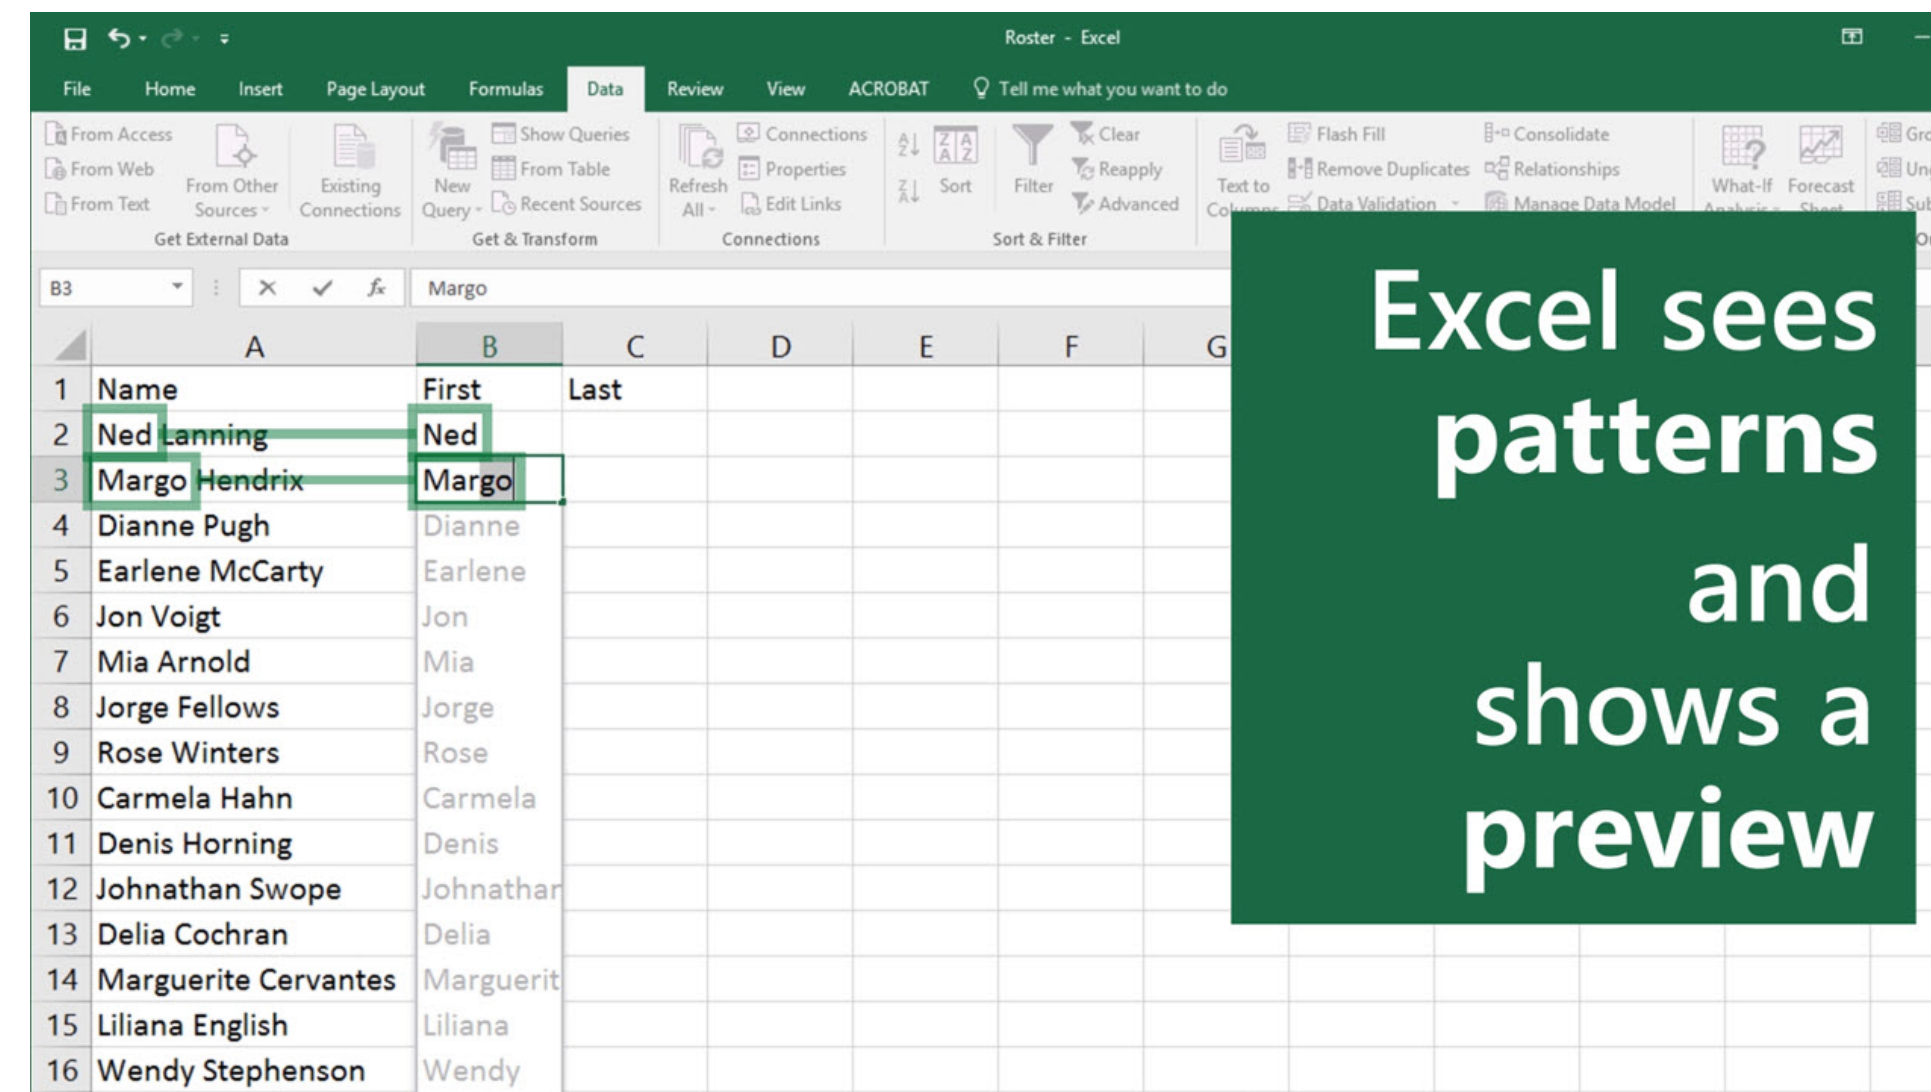 Roster - Excel
File Home Insert Page Layout Formulas Data Review View ACROBAT Tell me what you want to do
From Access
From Web
From Text
From Other
Sources
Existing
Connections
Get External Data
New
Query
Show Queries
From Table
Recent Sources
Get & Transform
Refresh
All
Connections
Properties
Edit Links
Connections
Sort
Filter
Clear
Reapply
Advanced
Sort & Filter
Text to
Columns
Flash Fill
Remove Duplicates
Data Validation
Consolidate
Relationships
Manage Data Model
What-If
Analysis
Forecast
Sheet
B3 fx Margo
A B C D E F G
1 Name First Last
2 Ned Lanning Ned
3 Margo Hendrix Margo
4 Dianne Pugh Dianne
5 Earlene McCarty Earlene
6 Jon Voigt Jon
7 Mia Arnold Mia
8 Jorge Fellows Jorge
9 Rose Winters Rose
10 Carmela Hahn Carmela
11 Denis Horning Denis
12 Johnathan Swope Johnathan
13 Delia Cochran Delia
14 Marguerite Cervantes Marguerit
15 Liliana English Liliana
16 Wendy Stephenson Wendy
Excel sees
patterns
and
shows a
preview